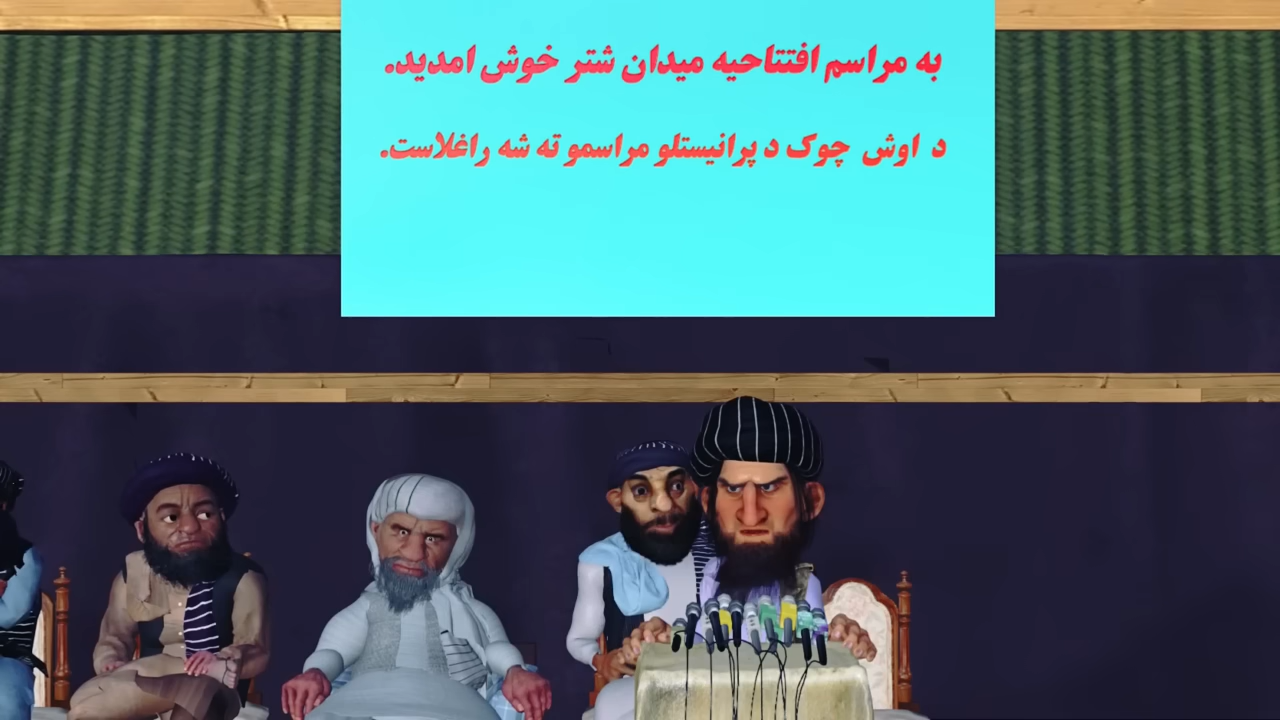 به مراسم افتتاحیه میدان شتر خوش امدید.
د اوش چوک د پرانیستلو مراسمو ته شه راغلاست.